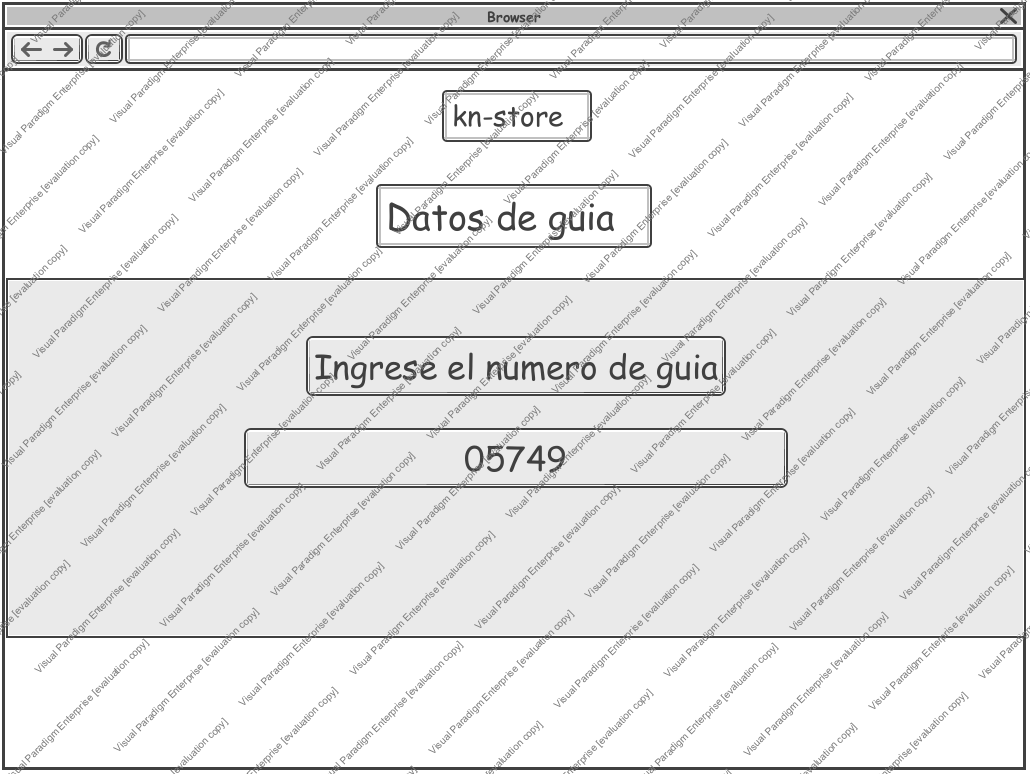 Browser
kn-store
Datos de guia
Ingrese el numero de guia
05749
Visual Paradigm Enterprise [evaluation copy]